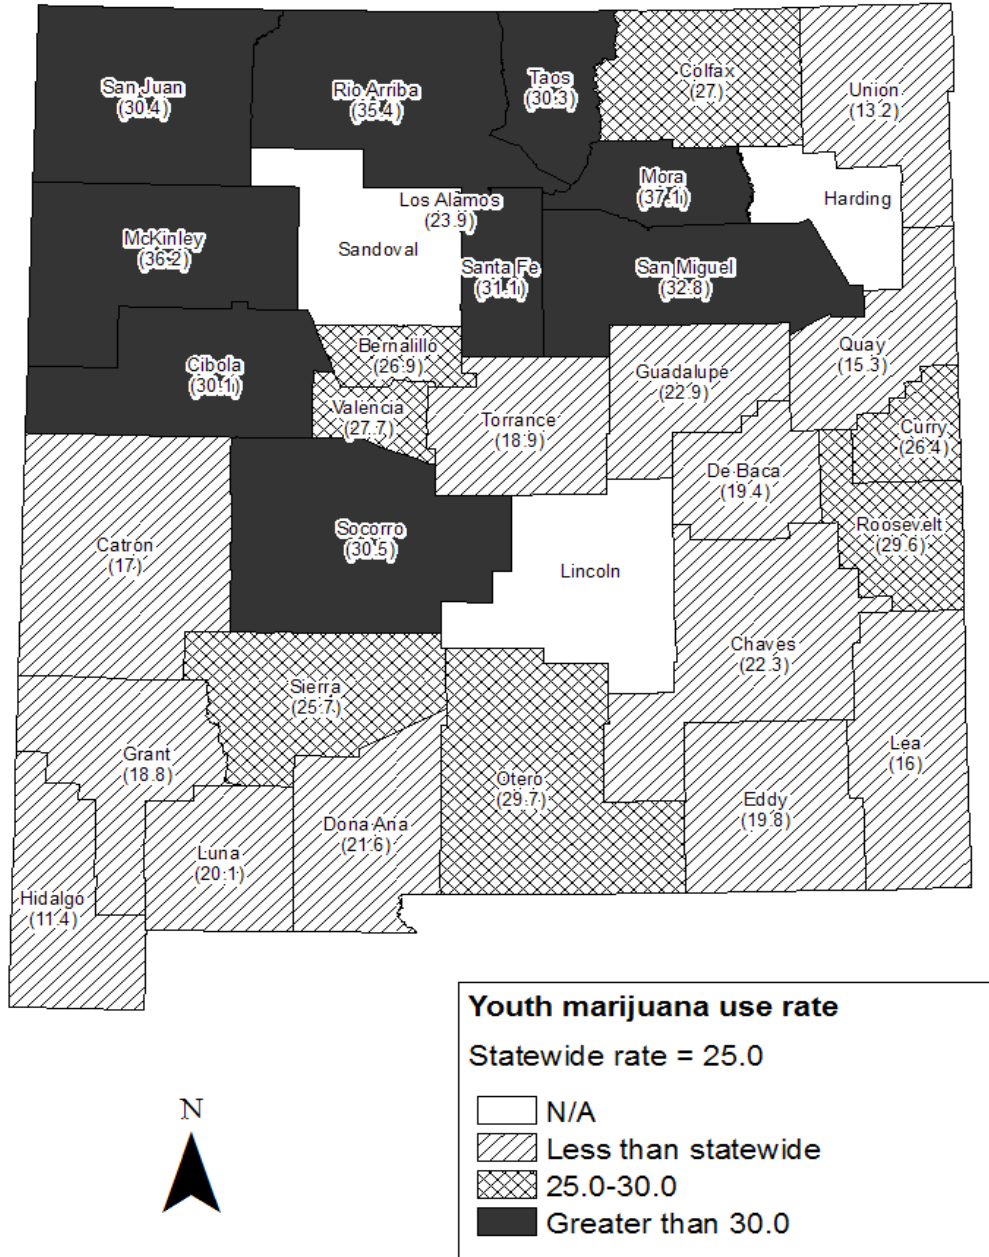 San Juan
(30.4)
Rio Arriba
(35.4)
Taos
(30.3)
Colfax
(27)
Union
(13.2)
Mora
(37.1)
Harding
Los Alamos
(23.9)
McKinley
(36.2)
Sandoval
Santa Fe
(31.1)
San Miguel
(32.8)
Cibola
(30.1)
Bernalillo
(26.9)
Guadalupe
(22.9)
Quay
(15.3)
Valencia
(27.7)
Torrance
(18.9)
Curry
(26.4)
De Baca
(19.4)
Roosevelt
(29.6)
Catron
(17)
Socorro
(30.5)
Lincoln
Chaves
(22.3)
Sierra
(25.7)
Grant
(18.8)
Lea
(16)
Otero
(29.7)
Eddy
(19.8)
Dona Ana
(21.6)
Luna
(20.1)
Hidalgo
(11.4)
Youth marijuana use rate
Statewide rate = 25.0
N/A
Less than statewide
25.0-30.0
Greater than 30.0
N